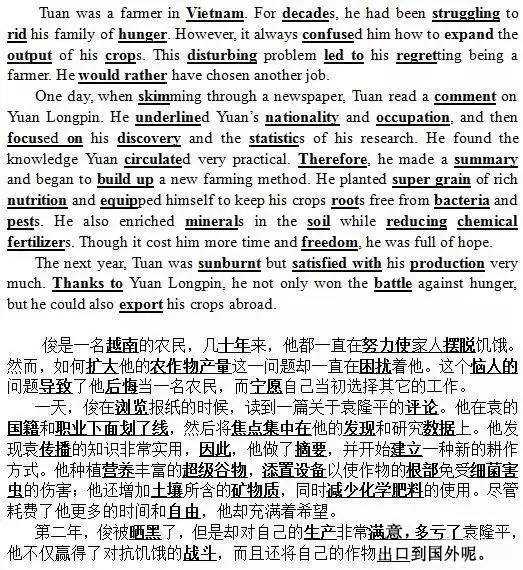 Tuan was a farmer in Vietnam. For decades, he had been struggling to
rid his family of hunger. However, it always confused him how to expand the
output of his crops. This disturbing problem led to his regretting being a
farmer. He would rather have chosen another job.
One day, when skimming through a newspaper, Tuan read a comment on
Yuan Longpin. He underlined Yuan's nationality and occupation, and then
focused on his discovery and the statistics of his research. He found the
knowledge Yuan circulated very practical. Therefore, he made a summary
and began to build up a new farming method. He planted super grain of rich
nutrition and equipped himself to keep his crops roots free from bacteria and
pests. He also enriched minerals in the soil while reducing chemical
fertilizers. Though it cost him more time and freedom, he was full of hope.
The next year, Tuan was sunburnt but satisfied with his production very
much. Thanks to Yuan Longpin, he not only won the battle against hunger,
but he could also export his crops abroad.
俊是一名越南的农民，几十年来，他都一直在努力使家人摆脱饥饿。
然而，如何扩大他的农作物产量这一问题却一直在困扰着他。这个恼人的
问题导致了他后悔当一名农民，而宁愿自己当初选择其它的工作。
一天，俊在浏览报纸的时候，读到一篇关于袁隆平的评论。他在袁的
国籍和职业下面划了线，然后将焦点集中在他的发现和研究数据上。他发
现袁传播的知识非常实用，因此，他做了摘要，并开始建立一种新的耕作
方式。他种植营养丰富的超级谷物，添置设备以使作物的根部免受细菌害
虫的伤害；他还增加土壤所含的矿物质，同时减少化学肥料的使用。尽管
耗费了他更多的时间和自由，他却充满着希望。
第二年，俊被晒黑了，但是却对自己的生产非常满意，多亏了袁隆平，
他不仅赢得了对抗饥饿的战斗，而且还将自己的作物出口到国外呢。